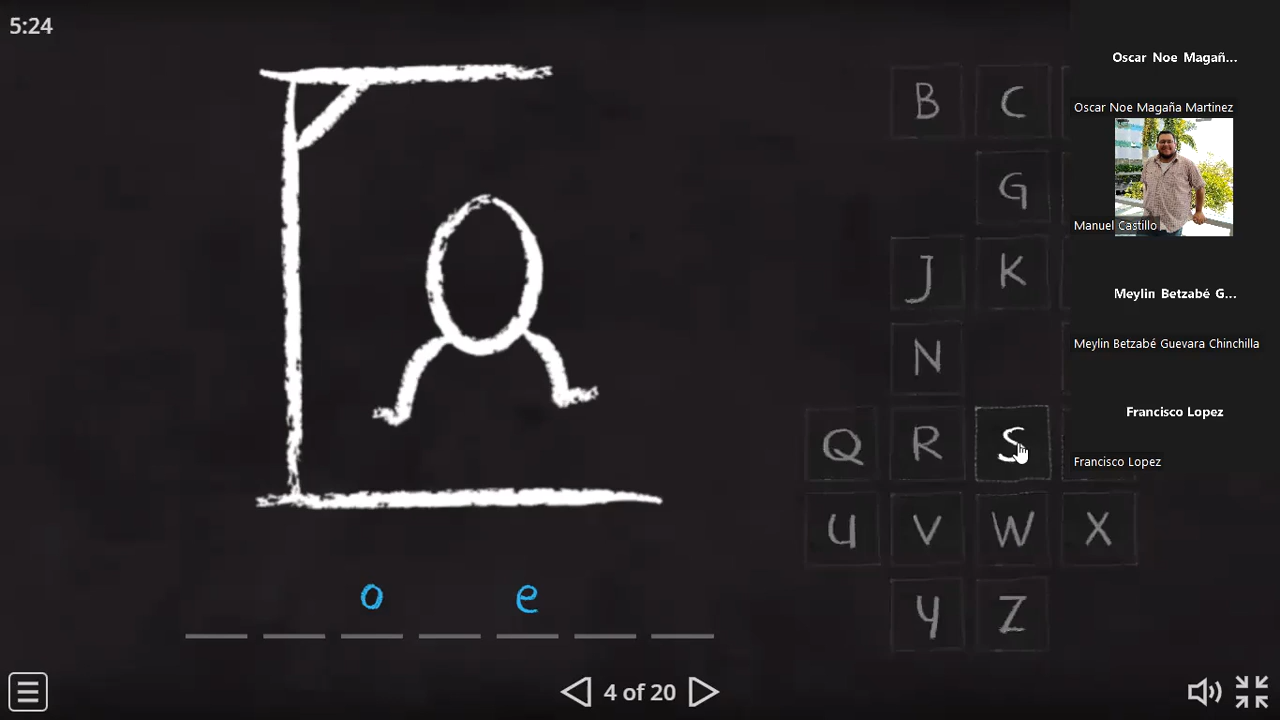 5:24
Oscar Noe Magañ...
B C
Oscar Noe Magaña Martinez
G
Manuel Castillo
J K
Meylin Betzabé G...
N
Meylin Betzabé Guevara Chinchilla
Francisco Lopez
Q R S
Francisco Lopez
U V W X
o e
Y Z
4 of 20